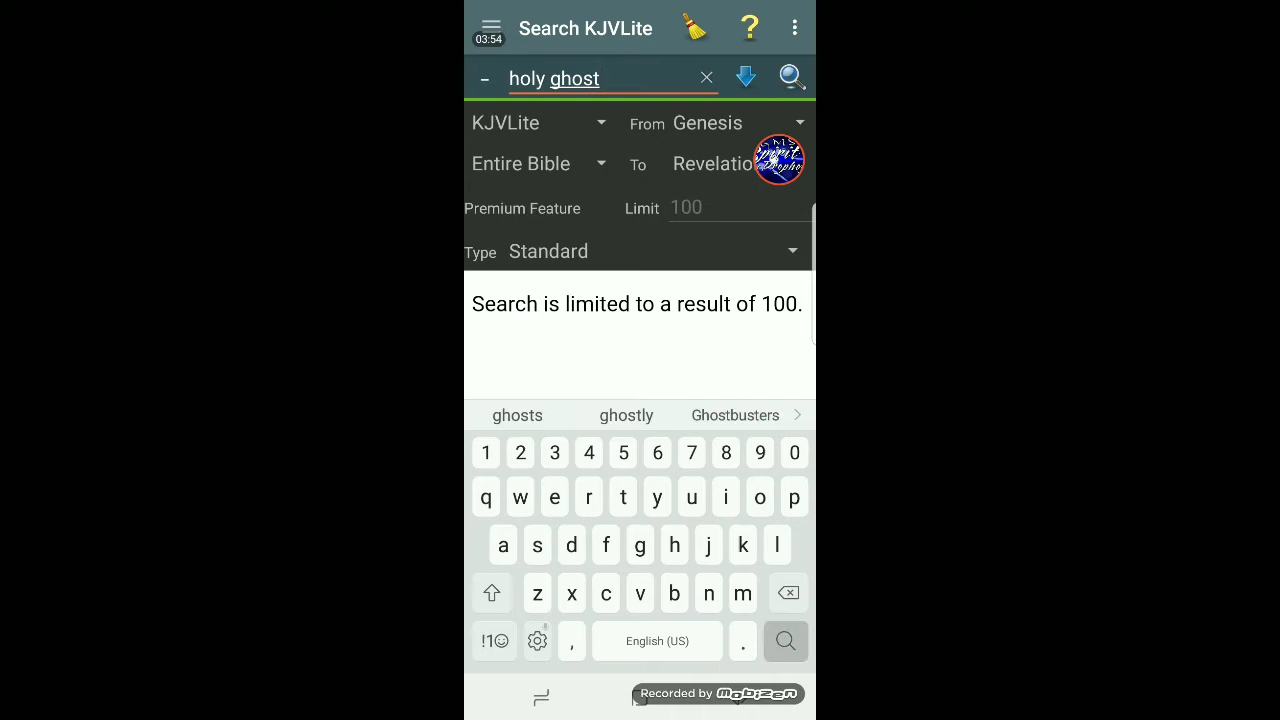 Search KJVLite
?
03:54
- holy ghost
KJVLite From Genesis
Entire Bible To Revelatio
Premium Feature Limit 100
Type Standard
Search is limited to a result of 100.
ghosts ghostly Ghostbusters
1 2 3 4 5 6 7 8 9 0
q w e r t y u i o p
a s d f g h j k l
z x c v b n m
!1☺ , English (US) .
Recorded by mobizen